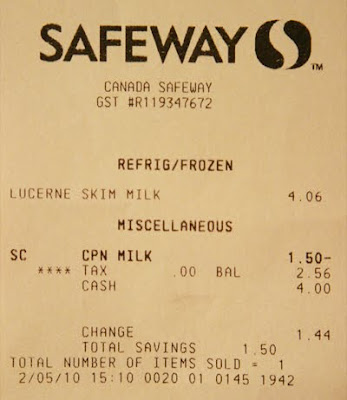 SAFEWAY
TM
CANADA SAFEWAY
GST #R119347672
REFRIG/FROZEN
LUCERNE SKIM MILK 4.06
MISCELLANEOUS
SC CPN MILK 1.50-
**** TAX .00 BAL 2.56
CASH 4.00
CHANGE 1.44
TOTAL SAVINGS 1.50
TOTAL NUMBER OF ITEMS SOLD = 1
2/05/10 15:10 0020 01 0145 1942